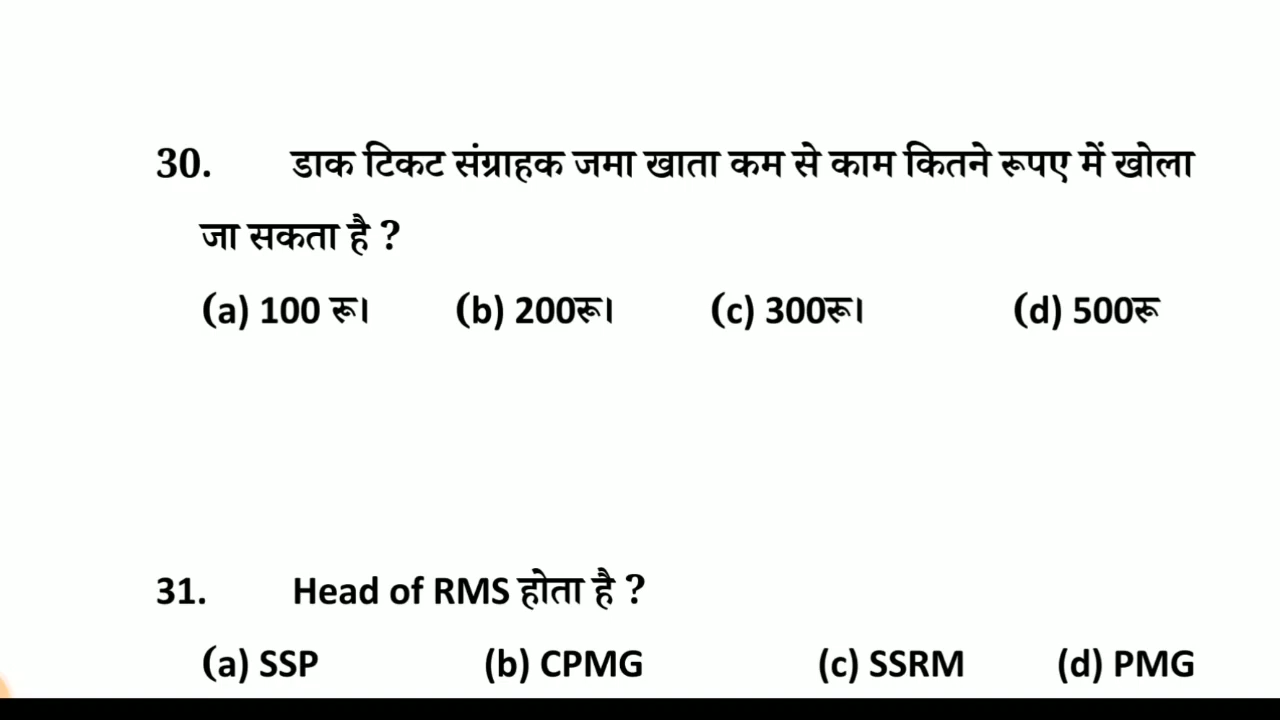 30. डाक टिकट संग्राहक जमा खाता कम से काम कितने रूपए में खोला
जा सकता है ?
(a) 100 रू। (b) 200रू। (c) 300रू। (d) 500रू
31. Head of RMS होता है ?
(a) SSP (b) CPMG (c) SSRM (d) PMG